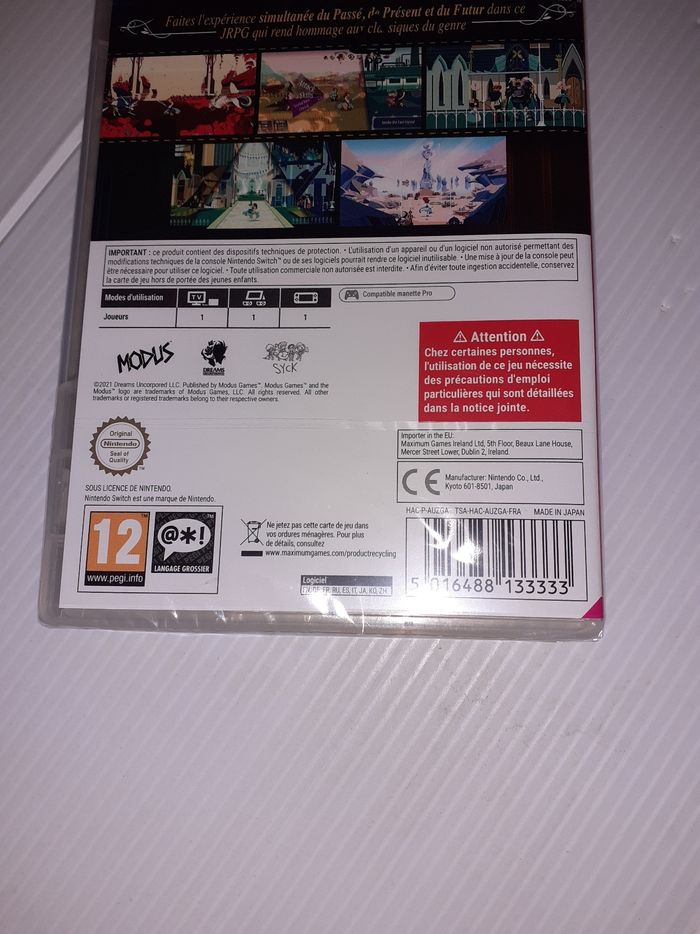 Faites l'expérience simultanée du Passé, du Présent et du Futur dans ce
JRPG qui rend hommage aux classiques du genre
IMPORTANT : ce produit contient des dispositifs techniques de protection. • L'utilisation d'un appareil ou d'un logiciel non autorisé permettant des
modifications techniques de la console Nintendo Switch™ ou de ses logiciels pourrait rendre ce logiciel inutilisable. • Une mise à jour de la console peut
être nécessaire pour utiliser ce logiciel. • Toute utilisation commerciale non autorisée est interdite. • Afin d'éviter toute ingestion accidentelle, conservez
la carte de jeu hors de portée des jeunes enfants.
Modes d'utilisation
TV
Compatible manette Pro
Joueurs 1 1 1
MODUS
DREAMS
SYCK
©2021 Dreams Uncorpored LLC. Published by Modus Games™. Modus Games™ and the
Modus™ logo are trademarks of Modus Games, LLC. All rights reserved. All other
trademarks or registered trademarks belong to their respective owners.
⚠ Attention ⚠
Chez certaines personnes,
l'utilisation de ce jeu nécessite
des précautions d'emploi
particulières qui sont détaillées
dans la notice jointe.
Original
Nintendo
Seal of
Quality
TM
Importer in the EU:
Maximum Games Ireland Ltd, 5th Floor, Beaux Lane House,
Mercer Street Lower, Dublin 2, Ireland.
CE
Manufacturer: Nintendo Co., Ltd.,
Kyoto 601-8501, Japan
SOUS LICENCE DE NINTENDO.
Nintendo Switch est une marque de Nintendo.
HAC-P-AUZGA TSA-HAC-AUZGA-FRA MADE IN JAPAN
12
www.pegi.info
@*!
LANGAGE GROSSIER
Ne jetez pas cette carte de jeu dans
vos ordures ménagères. Pour plus
de détails, consultez
www.maximumgames.com/productrecycling
Logiciel
EN, DE, FR, RU, ES, IT, JA, KO, ZH
5 016488 133333